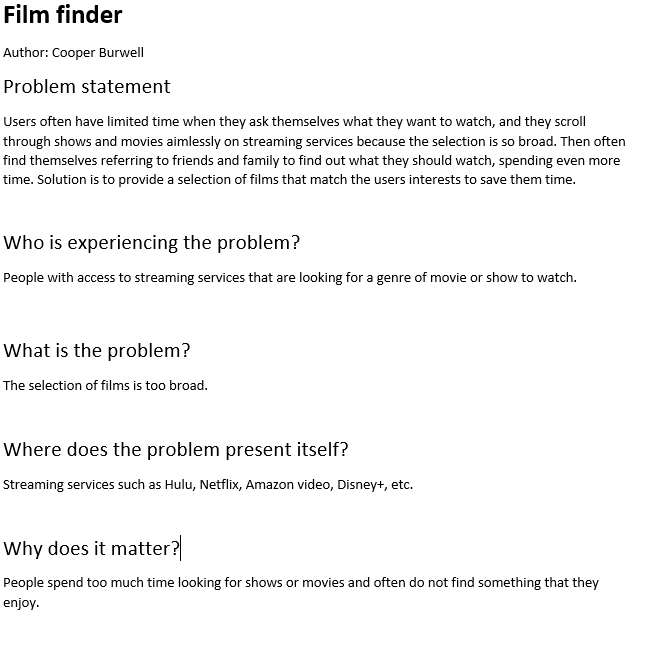 Film finder
Author: Cooper Burwell
Problem statement
Users often have limited time when they ask themselves what they want to watch, and they scroll
through shows and movies aimlessly on streaming services because the selection is so broad. Then often
find themselves referring to friends and family to find out what they should watch, spending even more
time. Solution is to provide a selection of films that match the users interests to save them time.
Who is experiencing the problem?
People with access to streaming services that are looking for a genre of movie or show to watch.
What is the problem?
The selection of films is too broad.
Where does the problem present itself?
Streaming services such as Hulu, Netflix, Amazon video, Disney+, etc.
Why does it matter?
People spend too much time looking for shows or movies and often do not find something that they
enjoy.